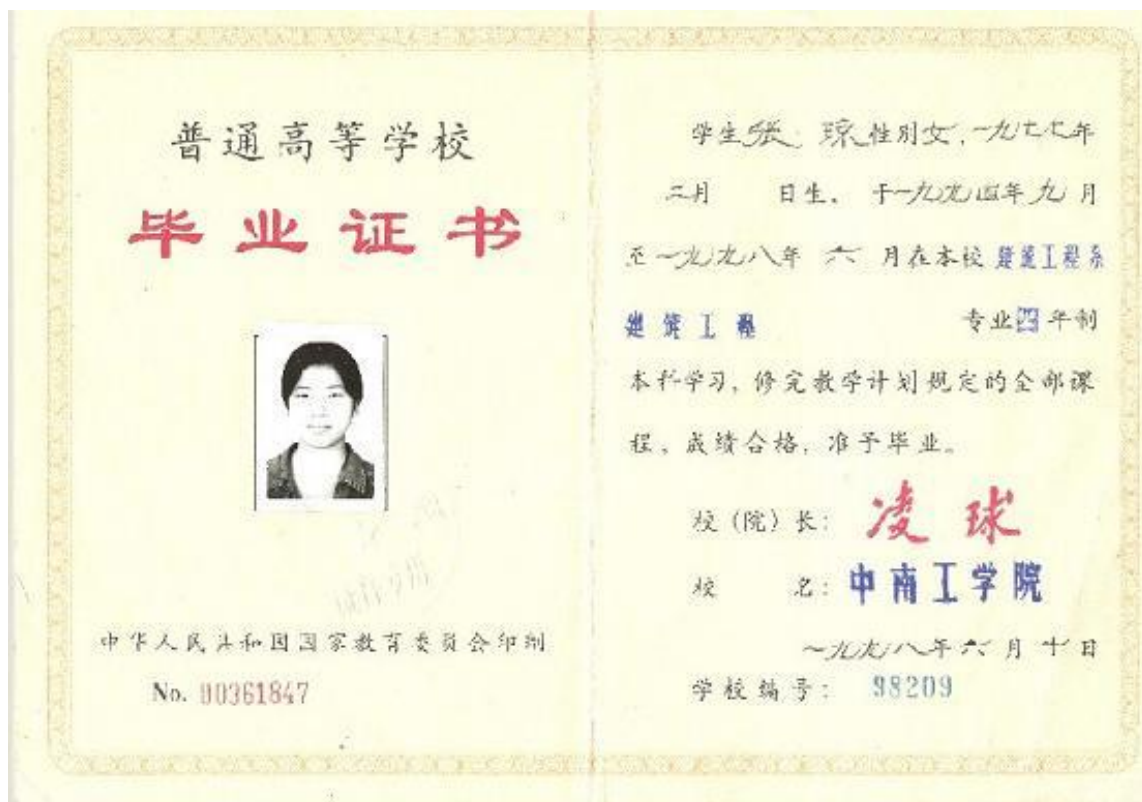 普通高等学校
毕业证书
中华人民共和国国家教育委员会印制
No. 00361847
学生张 琼性别女，一九七七年
二月 日生，于一九九四年九月
至一九九八年 六 月在本校 建筑工程系
建筑工程 专业四年制
本科学习，修完教学计划规定的全部课
程，成绩合格，准予毕业。
校（院）长： 凌球
校 名： 中南工学院
一九九八年六月十日
学校编号： 98209